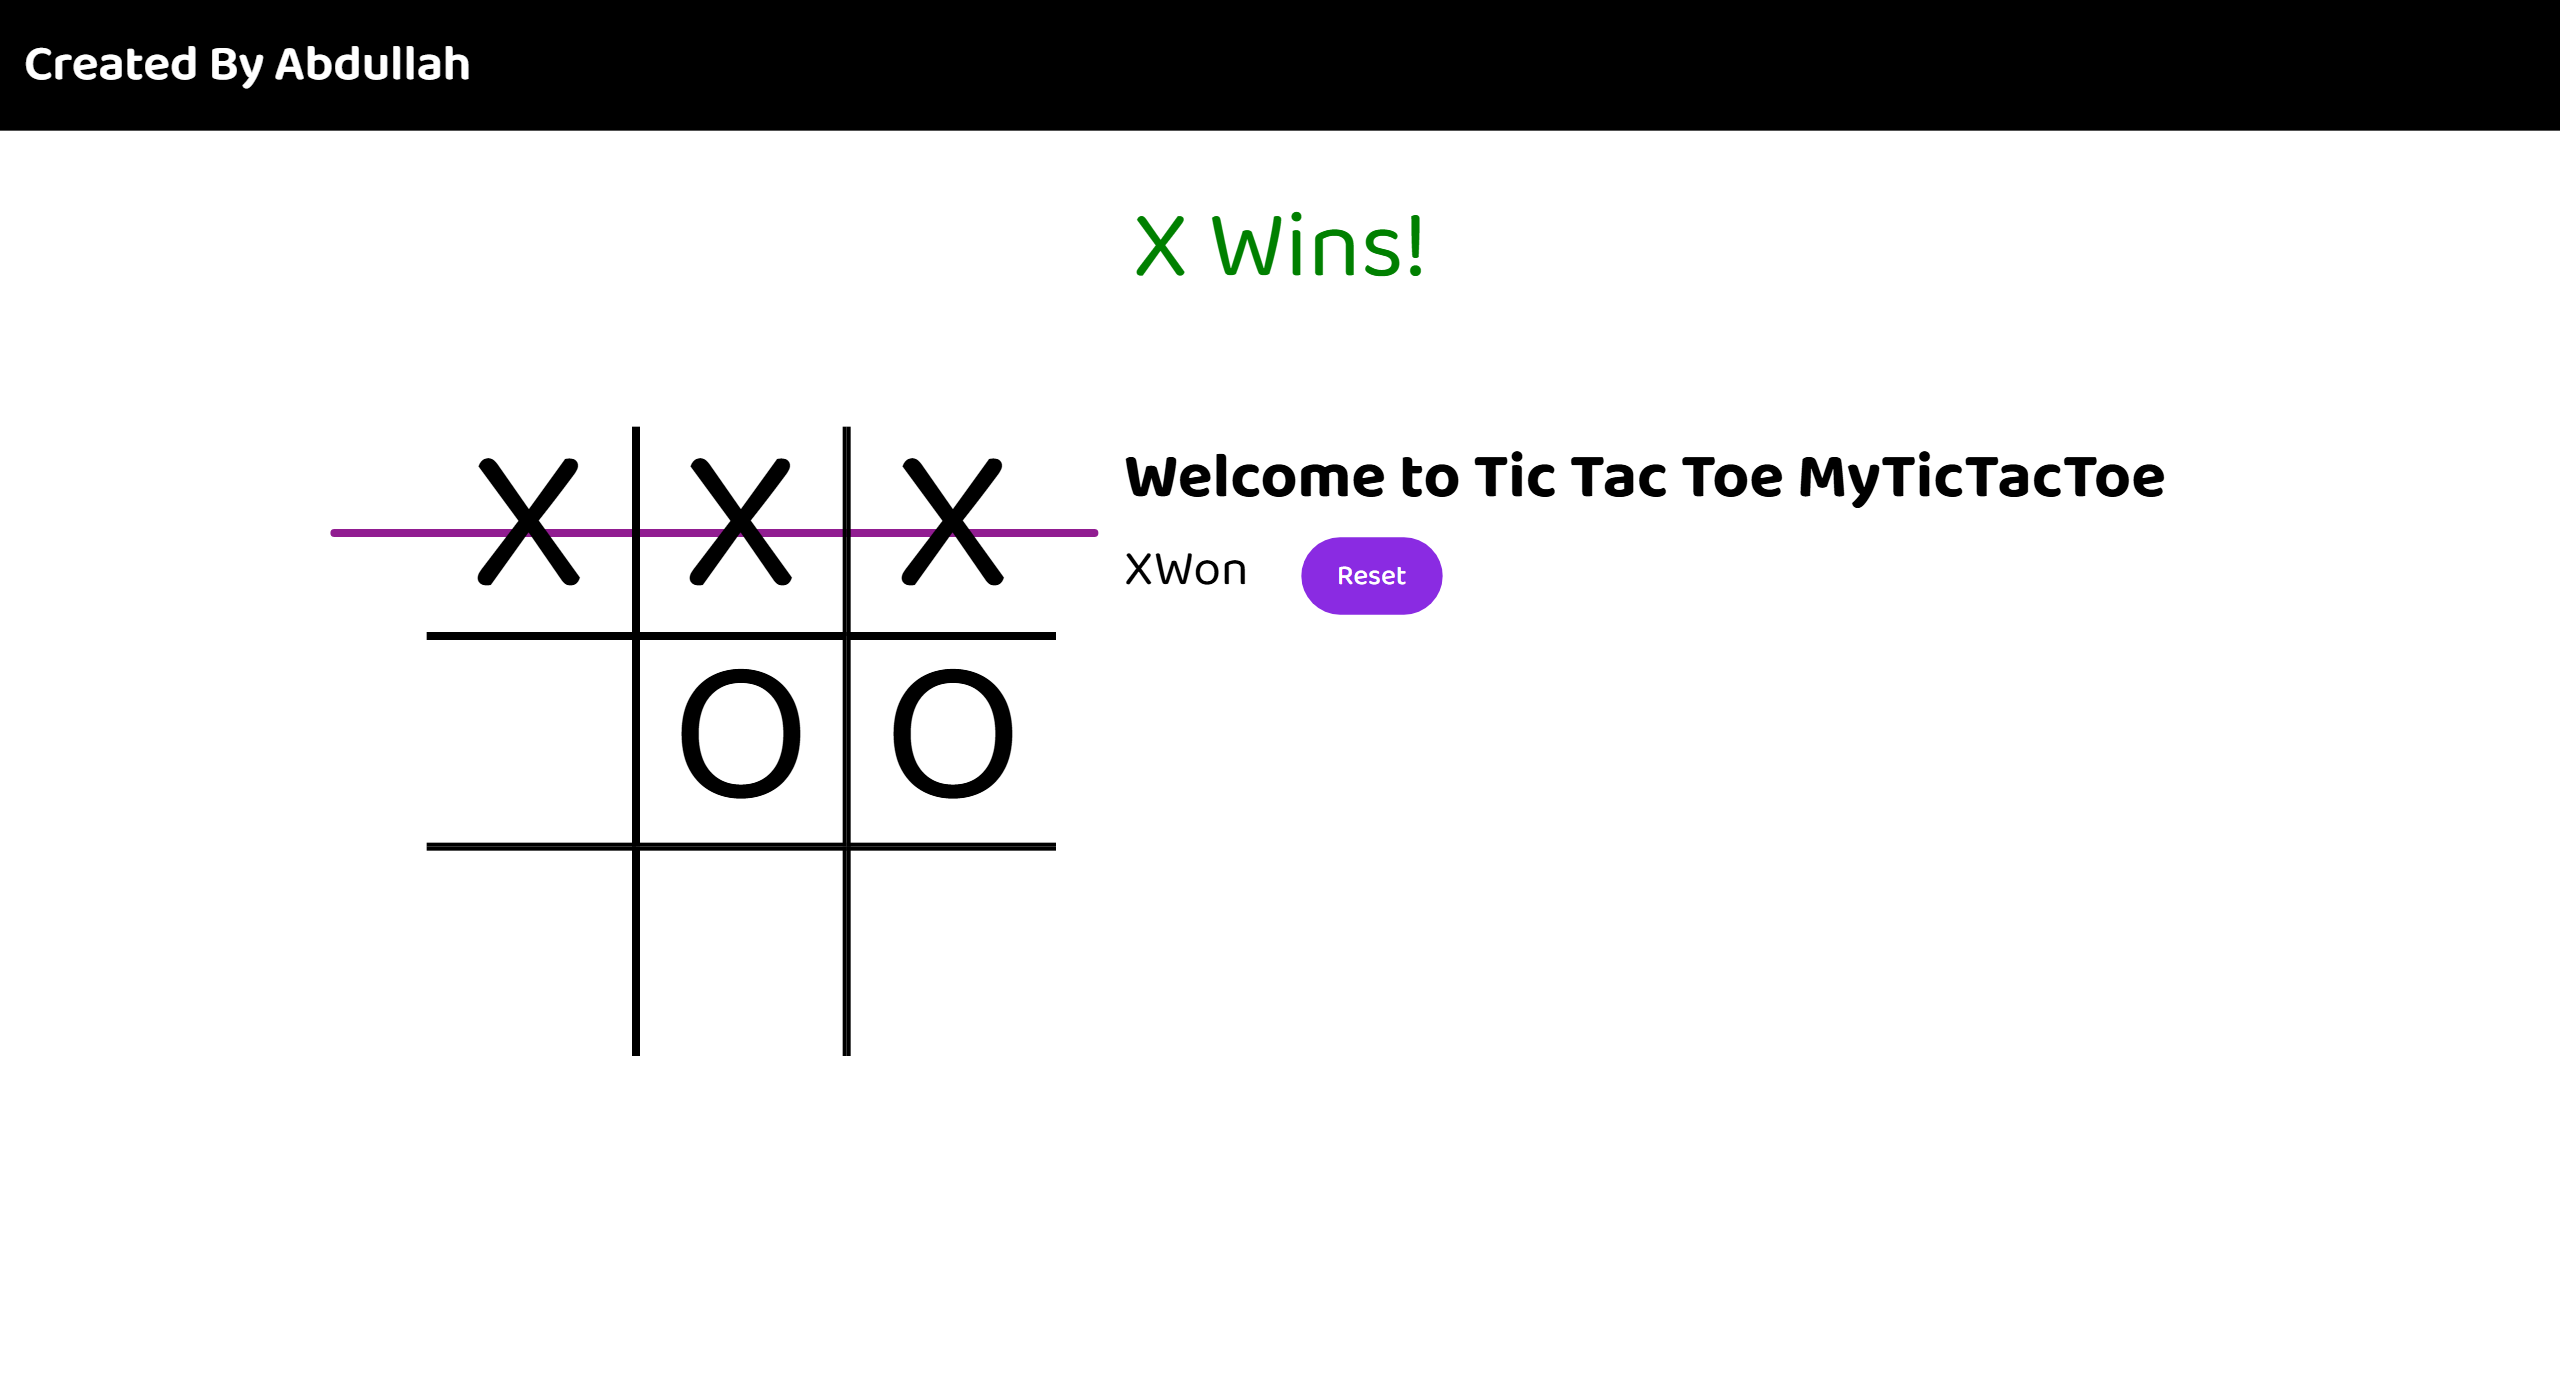 Created By Abdullah
X Wins!
X X X
Welcome to Tic Tac Toe MyTicTacToe
XWon
Reset
O O